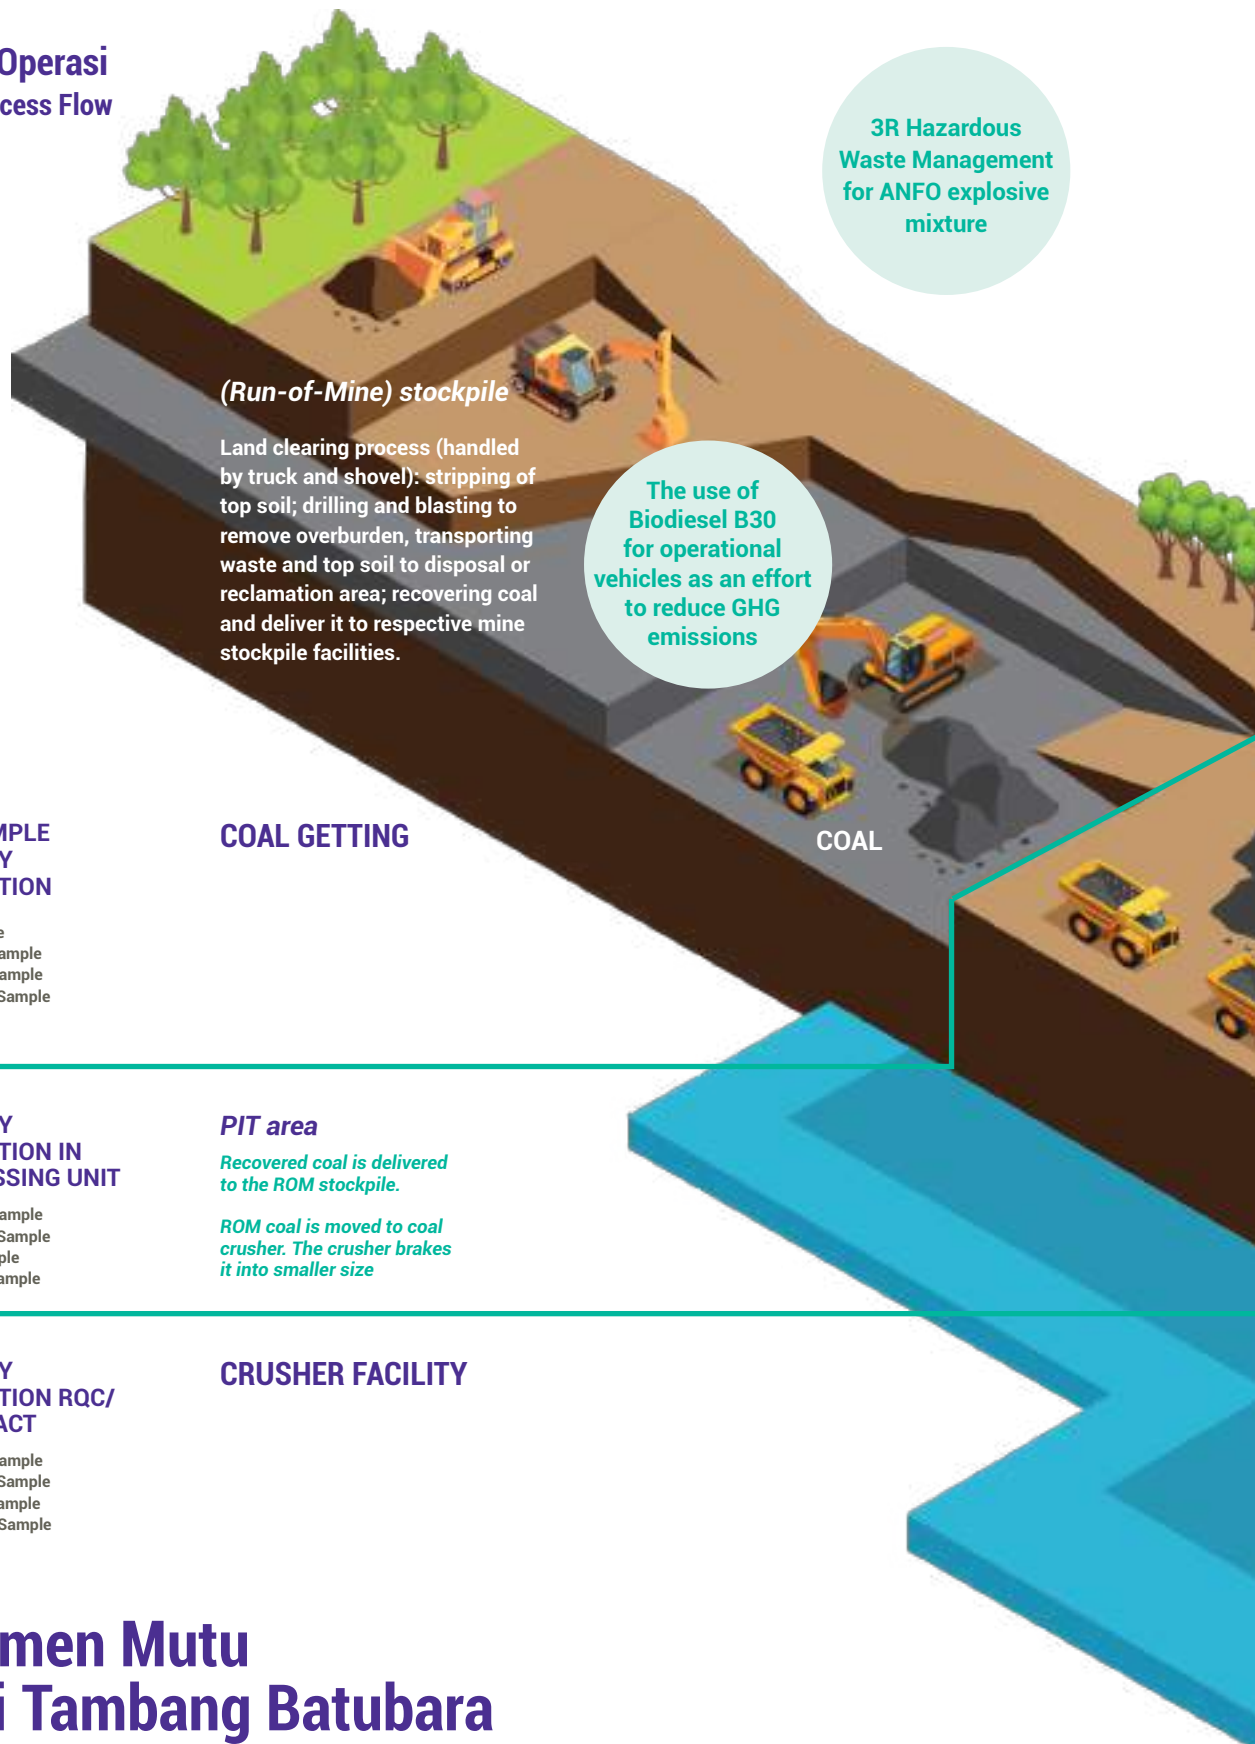 Operasi
cess Flow
3R Hazardous
Waste Management
for ANFO explosive
mixture
(Run-of-Mine) stockpile
Land clearing process (handled
by truck and shovel): stripping of
top soil; drilling and blasting to
remove overburden, transporting
waste and top soil to disposal or
reclamation area; recovering coal
and deliver it to respective mine
stockpile facilities.
The use of
Biodiesel B30
for operational
vehicles as an effort
to reduce GHG
emissions
MPLE
Y
TION
e
ample
ample
Sample
COAL GETTING
COAL
Y
TION IN
SSING UNIT
ample
Sample
ple
ample
PIT area
Recovered coal is delivered
to the ROM stockpile.
ROM coal is moved to coal
crusher. The crusher brakes
it into smaller size
Y
TION RQC/
ACT
ample
Sample
ample
Sample
CRUSHER FACILITY
men Mutu
i Tambang Batubara